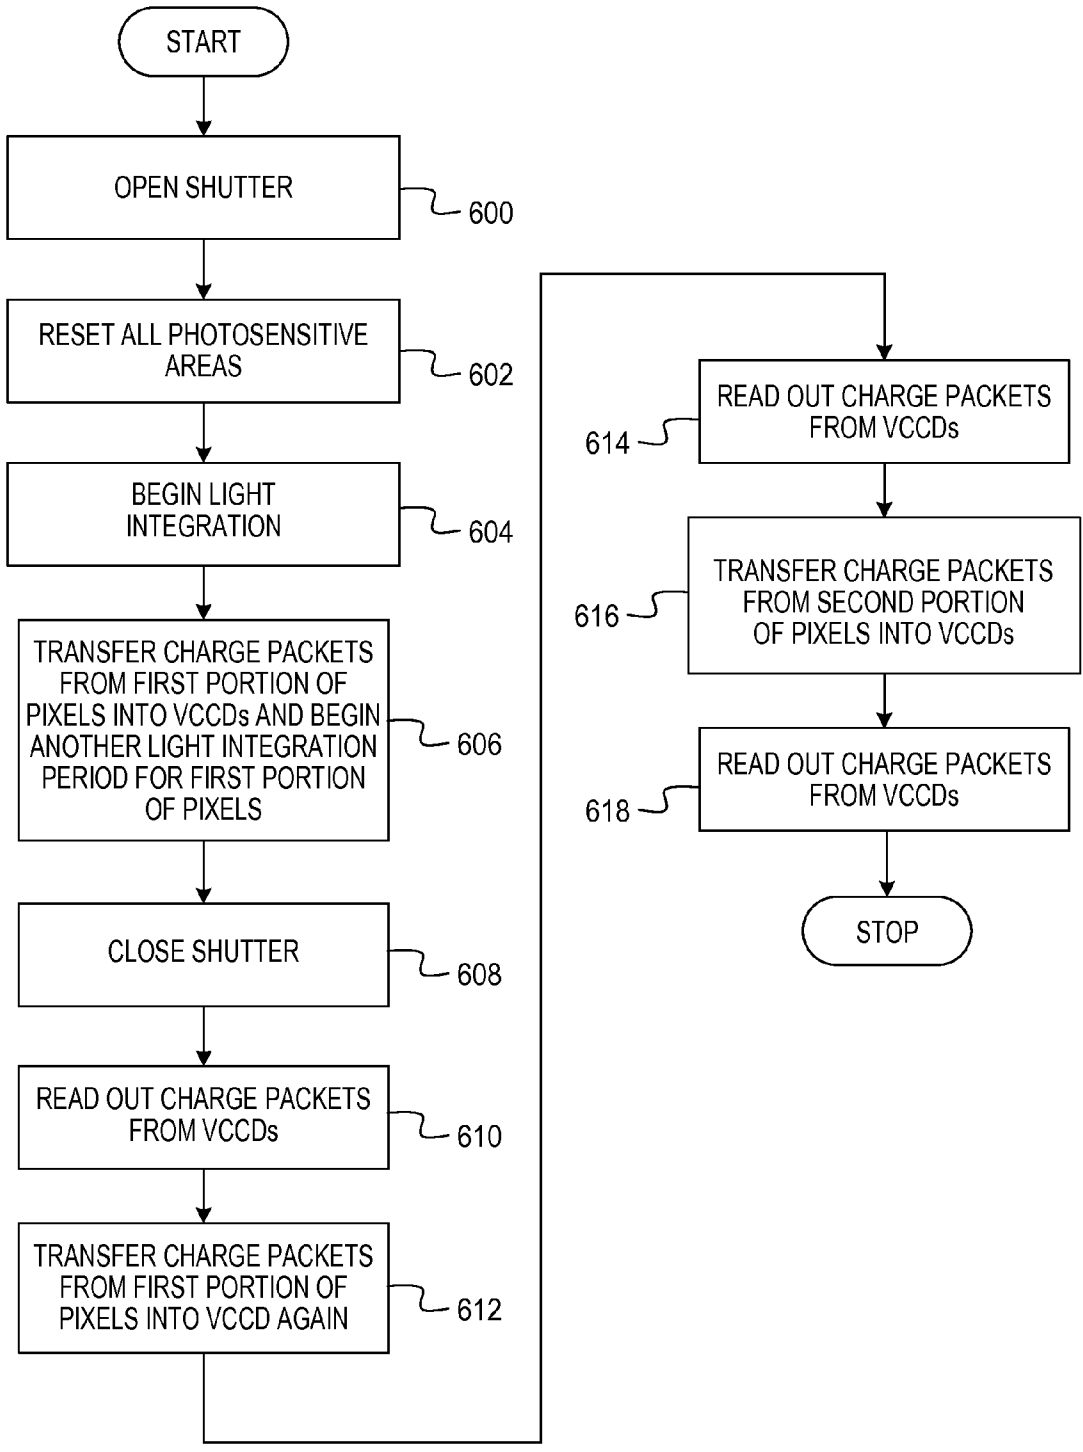 START
OPEN SHUTTER
600
RESET ALL PHOTOSENSITIVE
AREAS
602
BEGIN LIGHT
INTEGRATION
604
TRANSFER CHARGE PACKETS
FROM FIRST PORTION OF
PIXELS INTO VCCDs AND BEGIN
ANOTHER LIGHT INTEGRATION
PERIOD FOR FIRST PORTION
OF PIXELS
606
CLOSE SHUTTER
608
READ OUT CHARGE PACKETS
FROM VCCDs
610
TRANSFER CHARGE PACKETS
FROM FIRST PORTION OF
PIXELS INTO VCCD AGAIN
612
READ OUT CHARGE PACKETS
FROM VCCDs
614
TRANSFER CHARGE PACKETS
FROM SECOND PORTION
OF PIXELS INTO VCCDs
616
READ OUT CHARGE PACKETS
FROM VCCDs
618
STOP